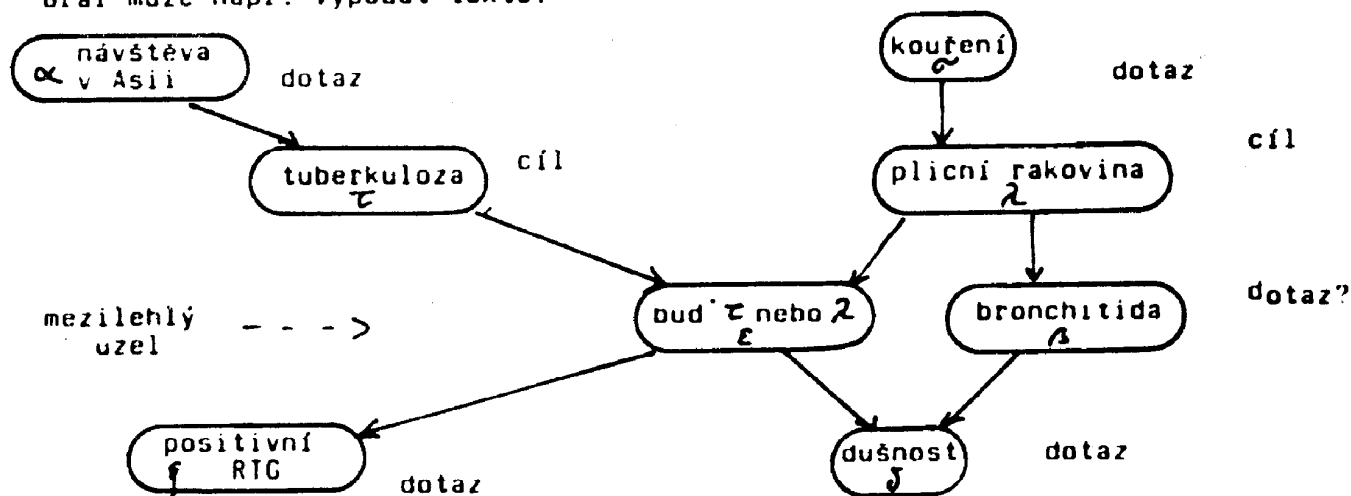 graf může např. vypadat takto:
návštěva
α v Asii
dotaz
kouření
σ
dotaz
tuberkuloza
τ
cíl
plicní rakovina
λ
cíl
mezilehlý
uzel
- - - >
buď τ nebo λ
ε
bronchitida
β
dotaz?
positivní
RTG
dotaz
dušnost
δ
dotaz